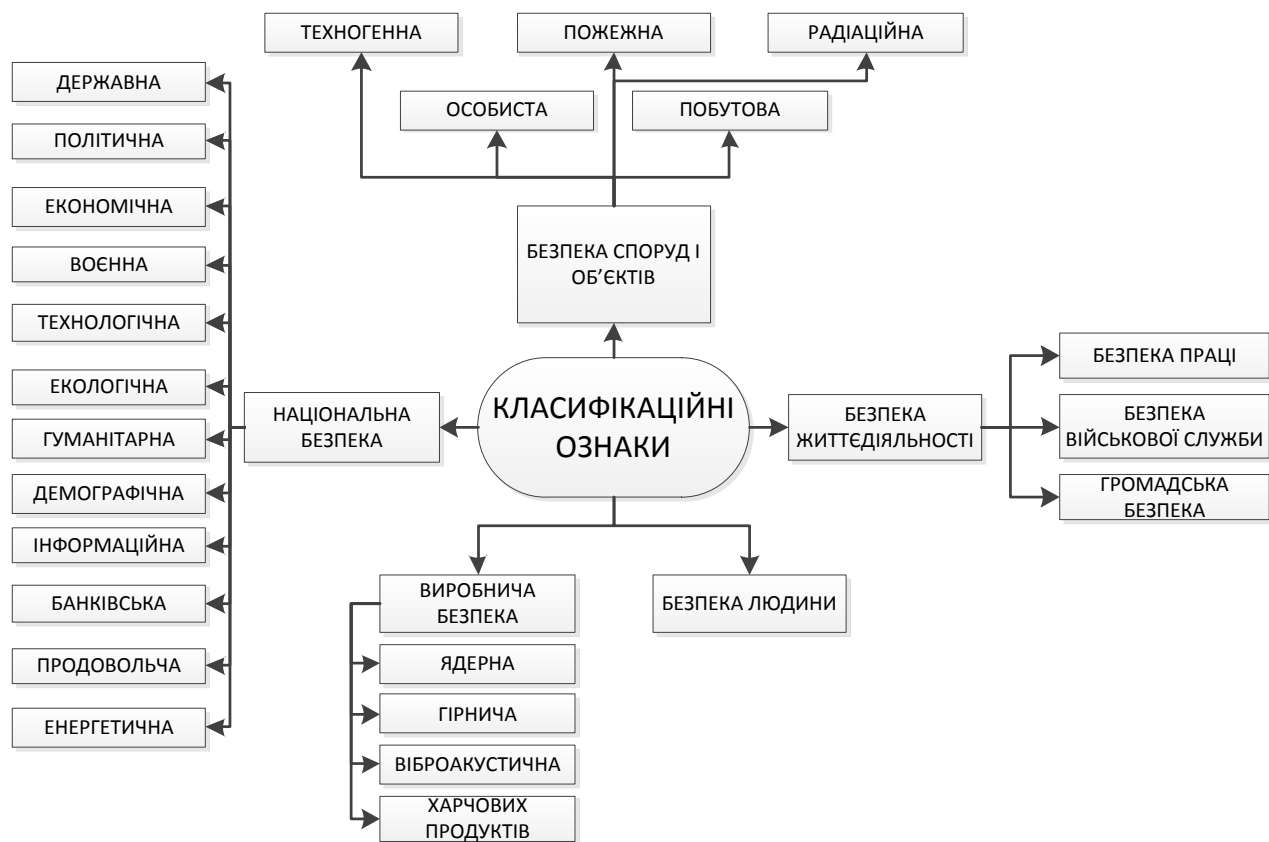 ТЕХНОГЕННА
ПОЖЕЖНА
РАДІАЦІЙНА
ОСОБИСТА
ПОБУТОВА
БЕЗПЕКА СПОРУД І
ОБ’ЄКТІВ
ДЕРЖАВНА
ПОЛІТИЧНА
ЕКОНОМІЧНА
ВОЄННА
ТЕХНОЛОГІЧНА
ЕКОЛОГІЧНА
ГУМАНІТАРНА
ДЕМОГРАФІЧНА
ІНФОРМАЦІЙНА
БАНКІВСЬКА
ПРОДОВОЛЬЧА
ЕНЕРГЕТИЧНА
НАЦІОНАЛЬНА
БЕЗПЕКА
КЛАСИФІКАЦІЙНІ
ОЗНАКИ
БЕЗПЕКА
ЖИТТЄДІЯЛЬНОСТІ
БЕЗПЕКА ПРАЦІ
БЕЗПЕКА
ВІЙСЬКОВОЇ СЛУЖБИ
ГРОМАДСЬКА
БЕЗПЕКА
ВИРОБНИЧА
БЕЗПЕКА
ЯДЕРНА
ГІРНИЧА
ВІБРОАКУСТИЧНА
ХАРЧОВИХ
ПРОДУКТІВ
БЕЗПЕКА ЛЮДИНИ